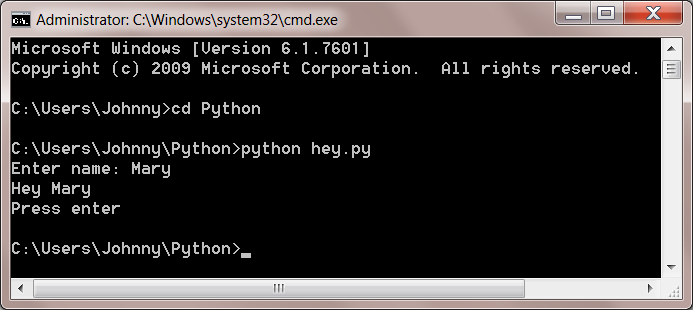 Administrator: C:\Windows\system32\cmd.exe
Microsoft Windows [Version 6.1.7601]
Copyright (c) 2009 Microsoft Corporation.  All rights reserved.
C:\Users\Johnny>cd Python
C:\Users\Johnny\Python>python hey.py
Enter name: Mary
Hey Mary
Press enter
C:\Users\Johnny\Python>_